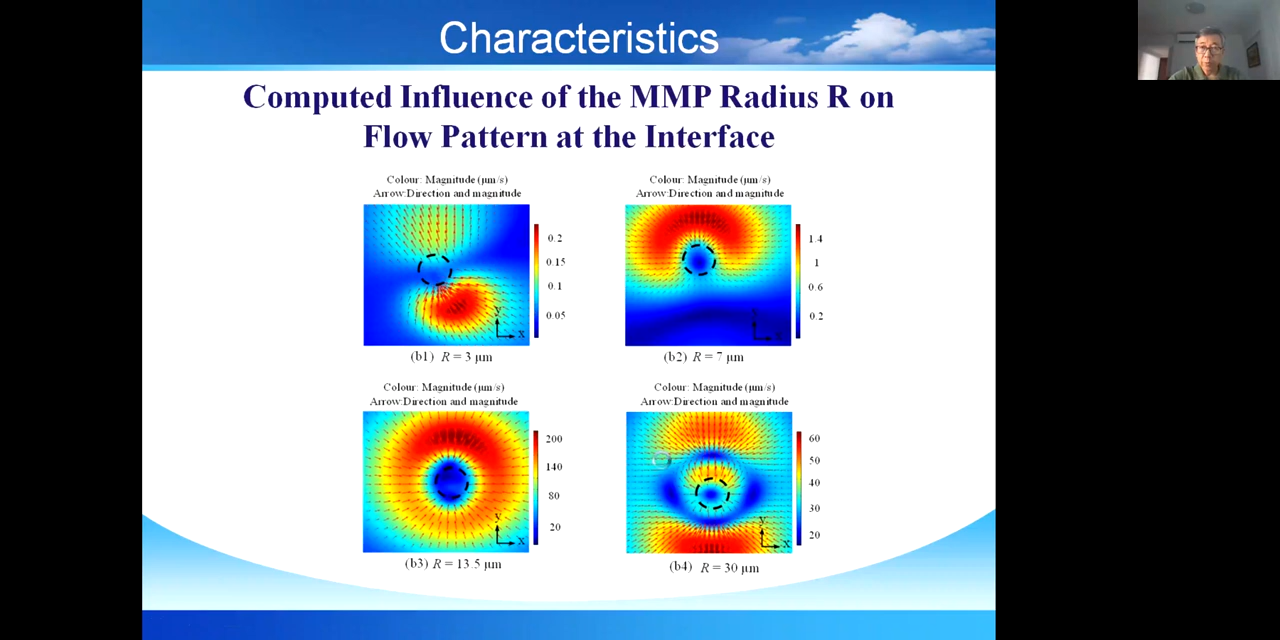 Characteristics
Computed Influence of the MMP Radius R on
Flow Pattern at the Interface
Colour: Magnitude (μm/s)
Arrow:Direction and magnitude
0.2
0.15
0.1
0.05
y
x
(b1) R = 3 μm
Colour: Magnitude (μm/s)
Arrow:Direction and magnitude
1.4
1
0.6
0.2
y
x
(b2) R = 7 μm
Colour: Magnitude (μm/s)
Arrow:Direction and magnitude
200
140
80
20
y
x
(b3) R = 13.5 μm
Colour: Magnitude (μm/s)
Arrow:Direction and magnitude
60
50
40
30
20
y
x
(b4) R = 30 μm